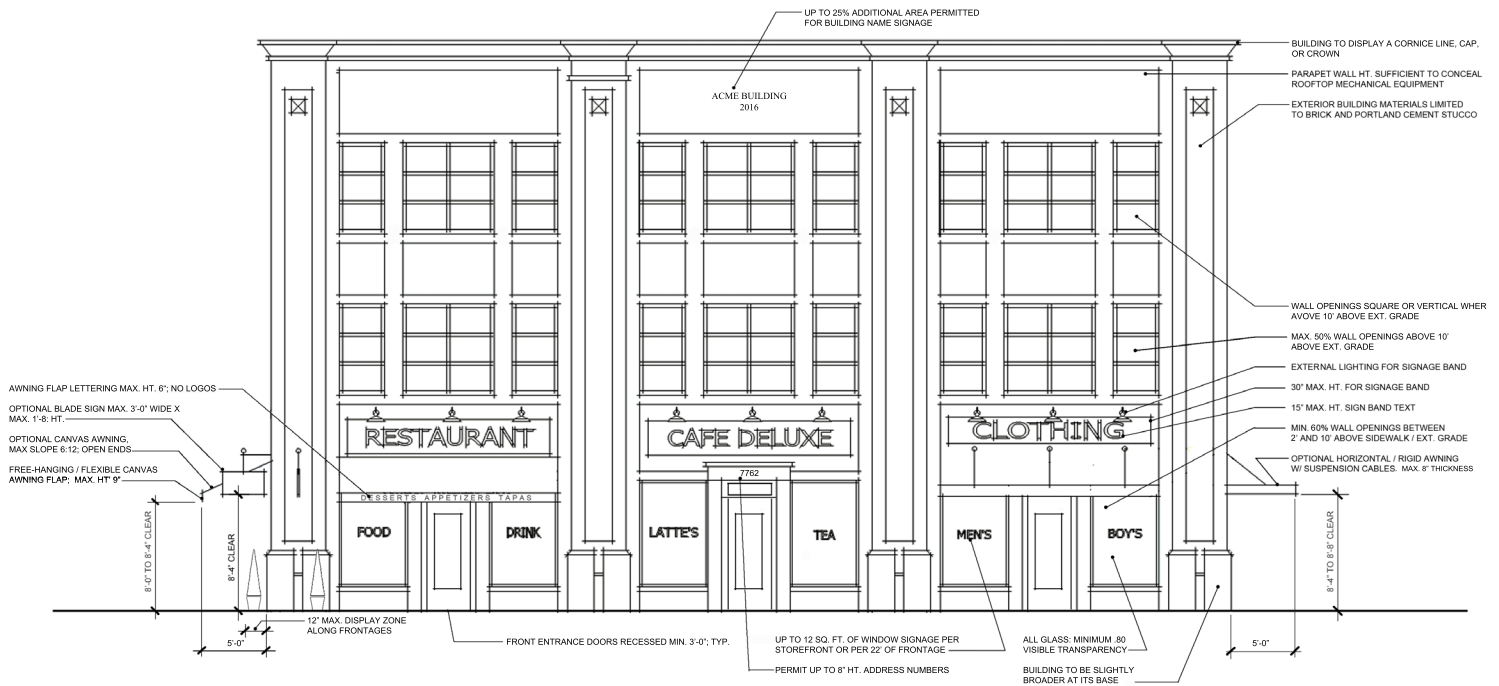 UP TO 25% ADDITIONAL AREA PERMITTED
FOR BUILDING NAME SIGNAGE
BUILDING TO DISPLAY A CORNICE LINE, CAP,
OR CROWN
PARAPET WALL HT. SUFFICIENT TO CONCEAL
ROOFTOP MECHANICAL EQUIPMENT
ACME BUILDING
2016
EXTERIOR BUILDING MATERIALS LIMITED
TO BRICK AND PORTLAND CEMENT STUCCO
WALL OPENINGS SQUARE OR VERTICAL WHER
AVOVE 10' ABOVE EXT. GRADE
MAX. 50% WALL OPENINGS ABOVE 10'
ABOVE EXT. GRADE
EXTERNAL LIGHTING FOR SIGNAGE BAND
30" MAX. HT. FOR SIGNAGE BAND
15" MAX. HT. SIGN BAND TEXT
MIN. 60% WALL OPENINGS BETWEEN
2' AND 10' ABOVE SIDEWALK / EXT. GRADE
OPTIONAL HORIZONTAL / RIGID AWNING
W/ SUSPENSION CABLES. MAX. 8" THICKNESS
AWNING FLAP LETTERING MAX. HT. 6"; NO LOGOS
OPTIONAL BLADE SIGN MAX. 3'-0" WIDE X
MAX. 1'-8: HT.
OPTIONAL CANVAS AWNING,
MAX SLOPE 6:12; OPEN ENDS
FREE-HANGING / FLEXIBLE CANVAS
AWNING FLAP; MAX. HT' 9"
RESTAURANT
CAFE DELUXE
CLOTHING
7762
DESSERTS APPETIZERS TAPAS
FOOD
DRINK
LATTE'S
TEA
MEN'S
BOY'S
8'-0" TO 8'-4" CLEAR
8'-4" CLEAR
8'-4" TO 8'-8" CLEAR
12" MAX. DISPLAY ZONE
ALONG FRONTAGES
5'-0"
FRONT ENTRANCE DOORS RECESSED MIN. 3'-0"; TYP.
UP TO 12 SQ. FT. OF WINDOW SIGNAGE PER
STOREFRONT OR PER 22' OF FRONTAGE
PERMIT UP TO 8" HT. ADDRESS NUMBERS
ALL GLASS: MINIMUM .80
VISIBLE TRANSPARENCY
BUILDING TO BE SLIGHTLY
BROADER AT ITS BASE
5'-0"